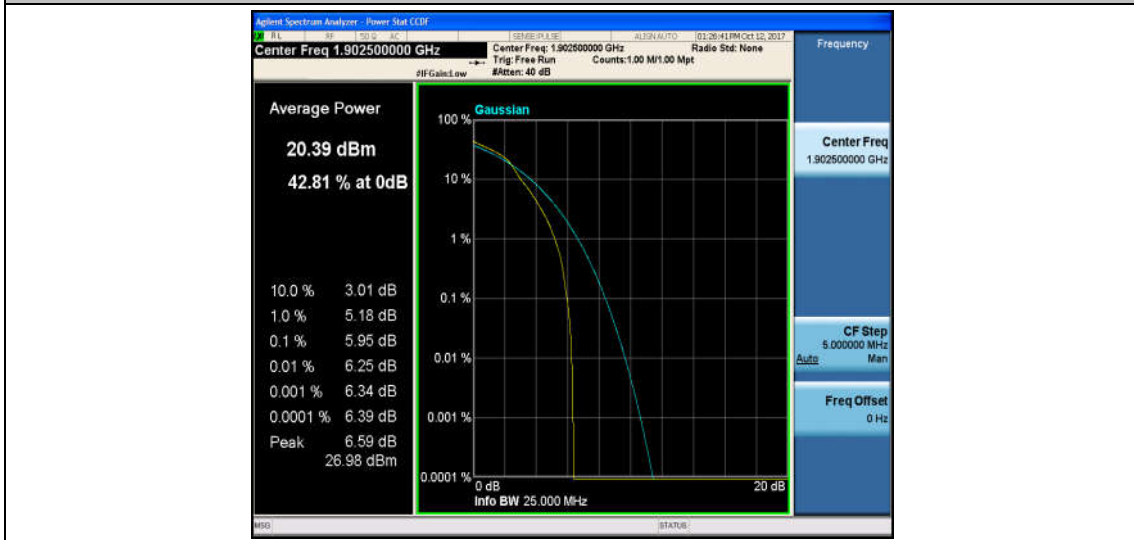 Agilent Spectrum Analyzer - Power Stat CCDF
RL RF 50 Ω AC SENSE:PULSE ALIGN AUTO 01:26:41 PM Oct 12, 2017
Center Freq 1.902500000 GHz
Center Freq: 1.902500000 GHz Radio Std: None
Trig: Free Run Counts:1.00 M/1.00 Mpt
#IFGain:Low #Atten: 40 dB
Frequency
Average Power
20.39 dBm
42.81 % at 0dB
10.0 % 3.01 dB
1.0 % 5.18 dB
0.1 % 5.95 dB
0.01 % 6.25 dB
0.001 % 6.34 dB
0.0001 % 6.39 dB
Peak 6.59 dB
26.98 dBm
Gaussian
100 %
10 %
1 %
0.1 %
0.01 %
0.001 %
0.0001 %
0 dB 20 dB
Info BW 25.000 MHz
Center Freq
1.902500000 GHz
CF Step
5.000000 MHz
Auto Man
Freq Offset
0 Hz
MSG STATUS